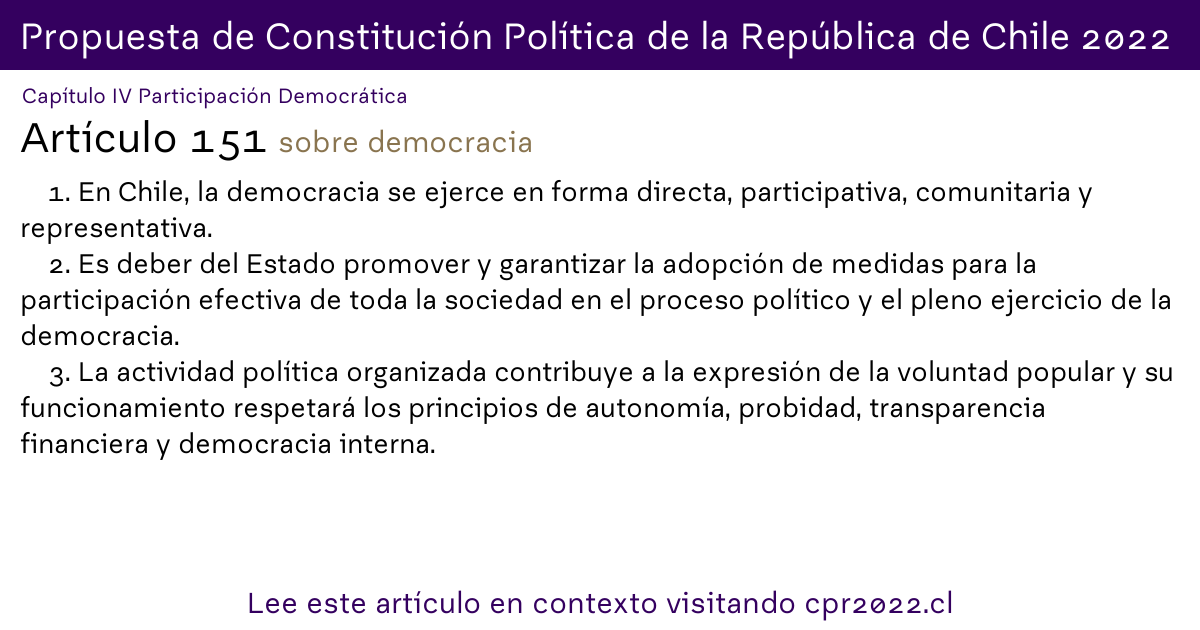 Propuesta de Constitución Política de la República de Chile 2022
Capítulo IV Participación Democrática
Artículo 151 sobre democracia
1. En Chile, la democracia se ejerce en forma directa, participativa, comunitaria y
representativa.
2. Es deber del Estado promover y garantizar la adopción de medidas para la
participación efectiva de toda la sociedad en el proceso político y el pleno ejercicio de la
democracia.
3. La actividad política organizada contribuye a la expresión de la voluntad popular y su
funcionamiento respetará los principios de autonomía, probidad, transparencia
financiera y democracia interna.
Lee este artículo en contexto visitando cpr2022.cl